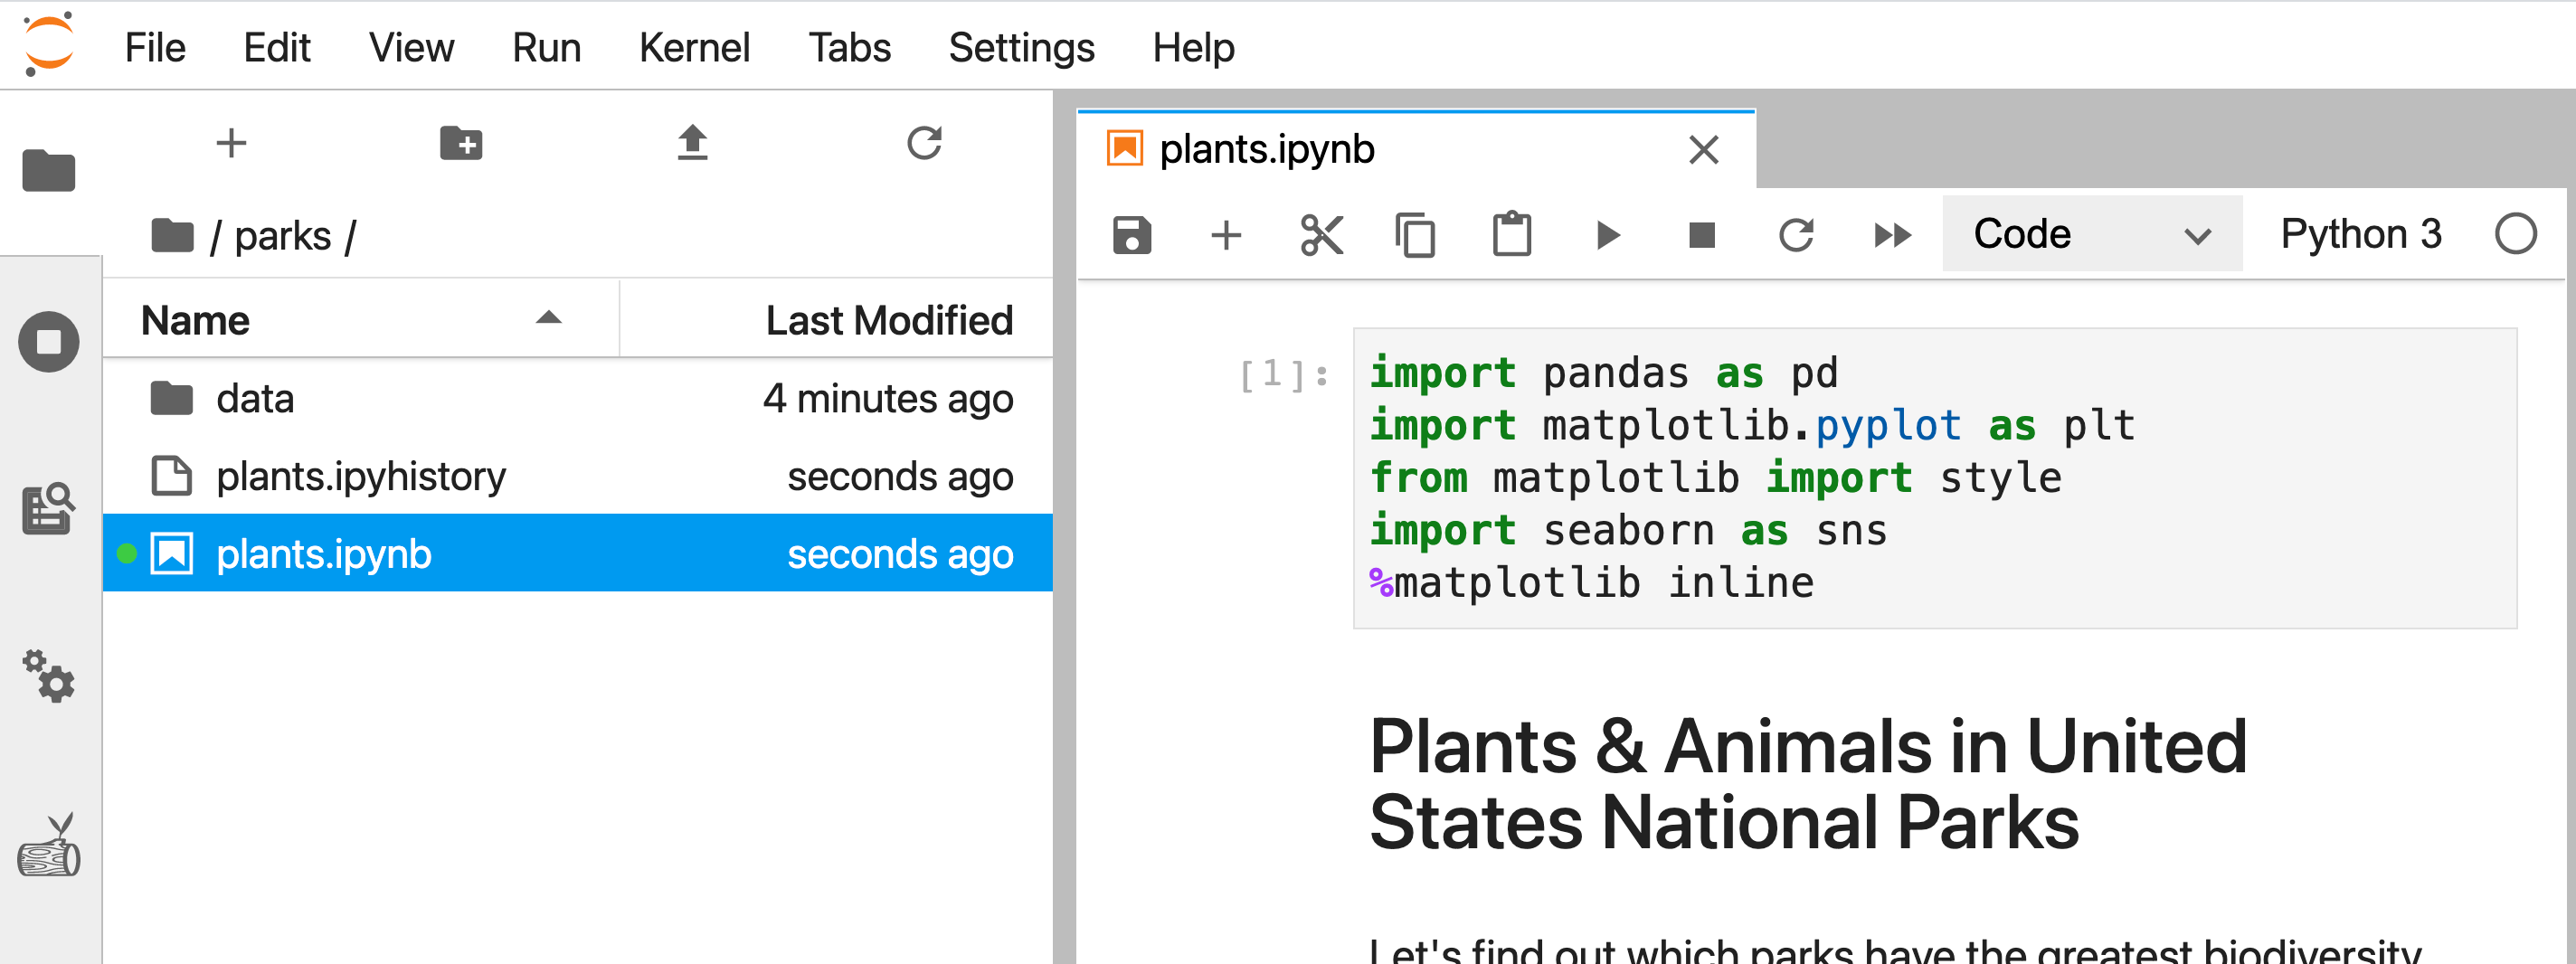 File Edit View Run Kernel Tabs Settings Help
/ parks /
Name Last Modified
data 4 minutes ago
plants.ipyhistory seconds ago
plants.ipynb seconds ago
plants.ipynb
Code Python 3
[1]:
import pandas as pd
import matplotlib.pyplot as plt
from matplotlib import style
import seaborn as sns
%matplotlib inline
Plants & Animals in United
States National Parks
Let's find out which parks have the greatest biodiversity